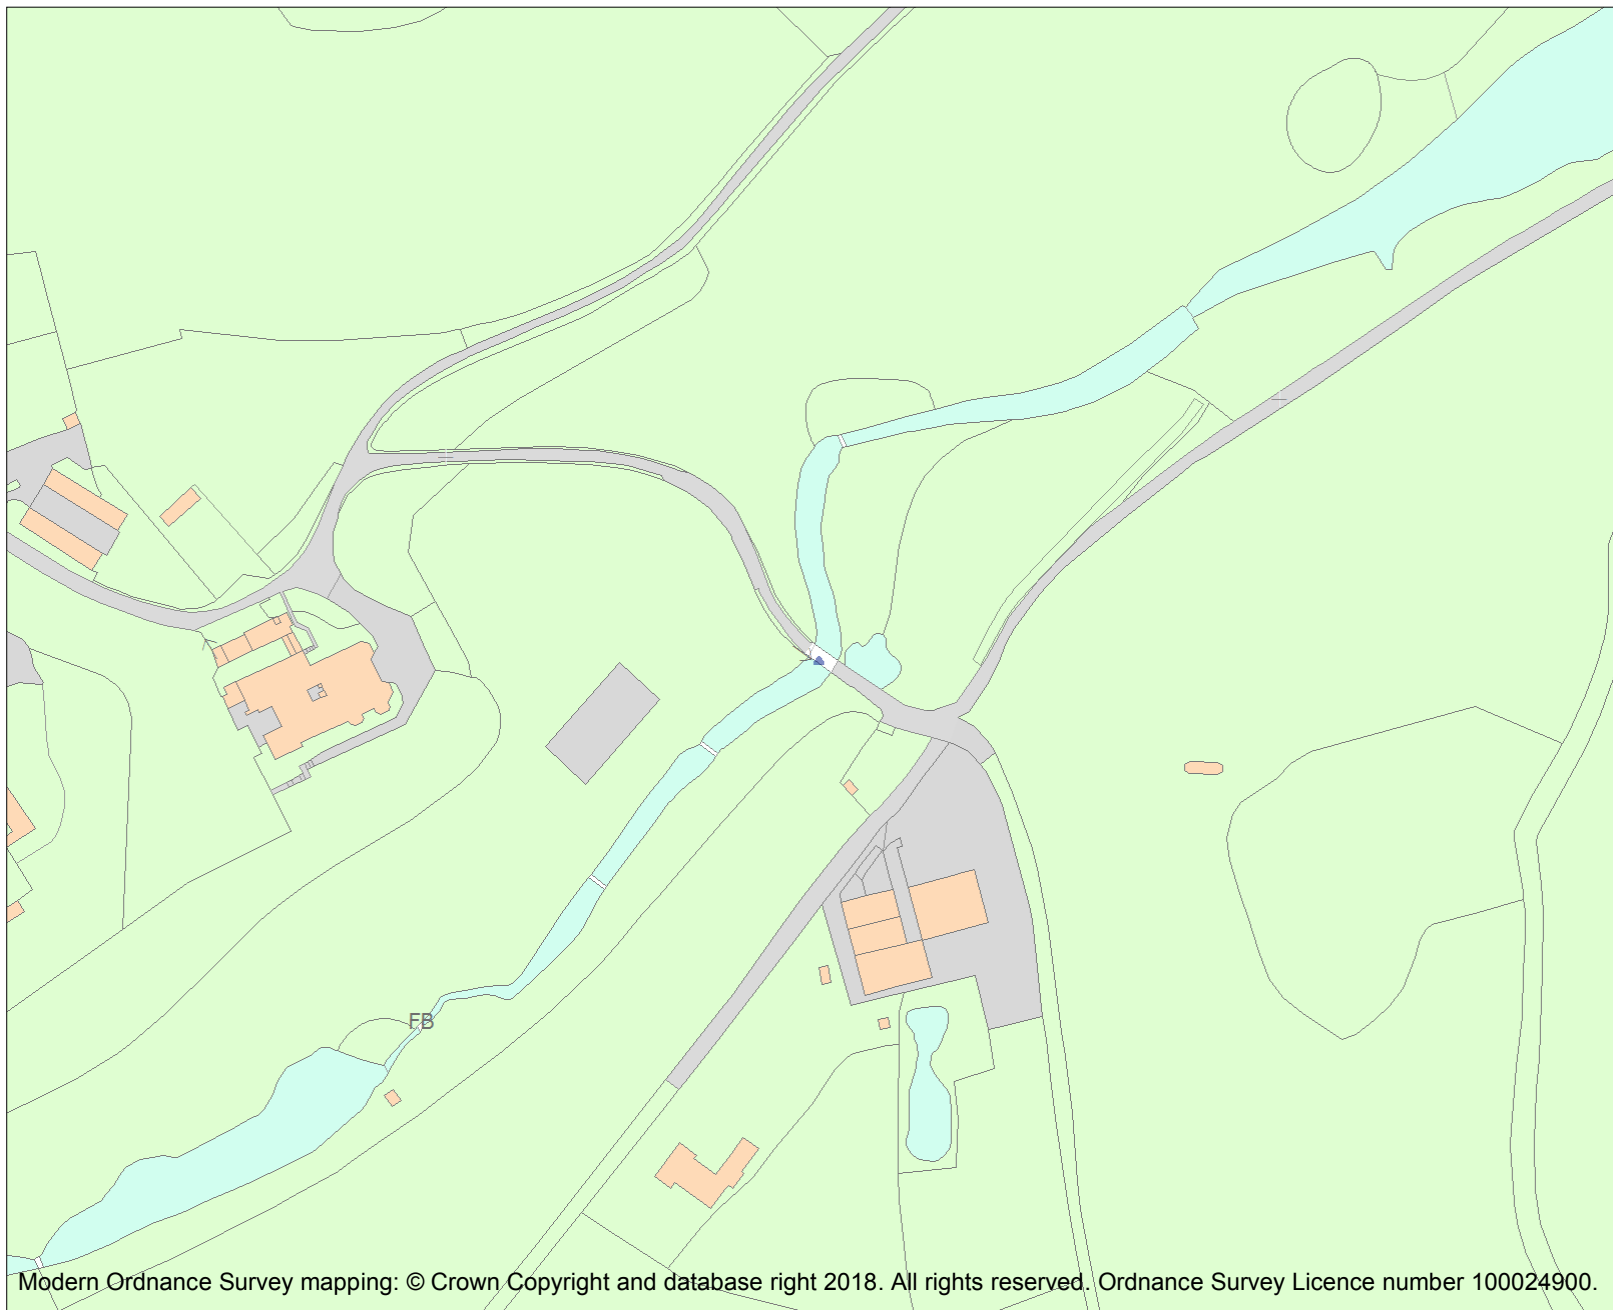 FB
Modern Ordnance Survey mapping: © Crown Copyright and database right 2018. All rights reserved. Ordnance Survey Licence number 100024900.